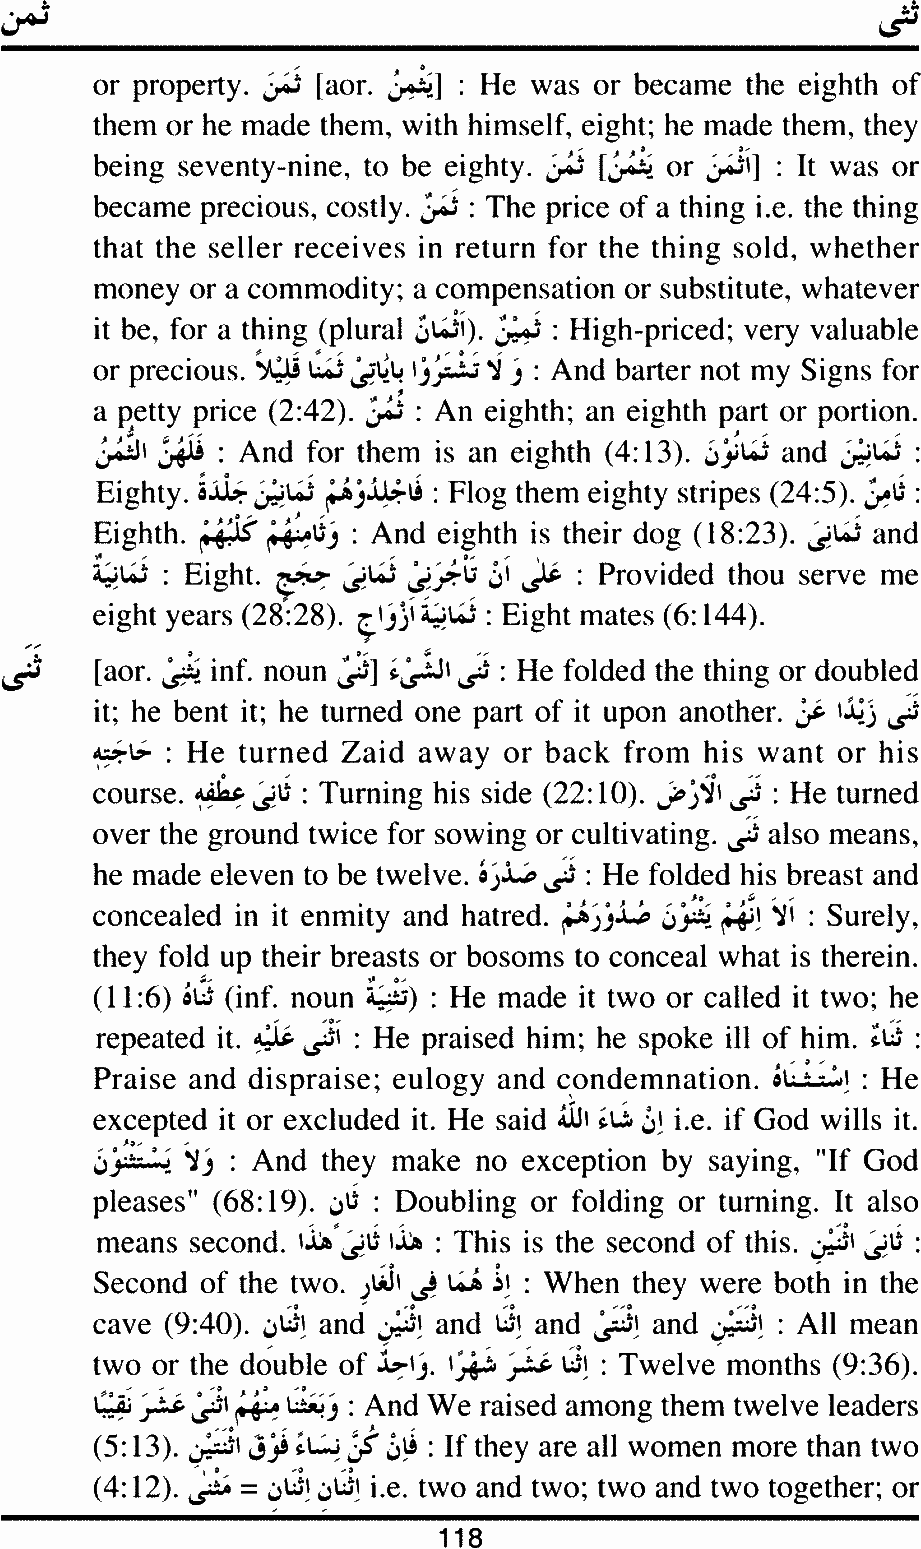 ثمن ثنى
or property. ثَمَنَ [aor. يَثْمِنُ] : He was or became the eighth of
them or he made them, with himself, eight; he made them, they
being seventy-nine, to be eighty. ثَمُنَ [يَثْمُنُ or اَثْمَنَ] : It was or
became precious, costly. ثَمَنٌ : The price of a thing i.e. the thing
that the seller receives in return for the thing sold, whether
money or a commodity; a compensation or substitute, whatever
it be, for a thing (plural اَثْمَانٌ). ثَمِيْنٌ : High-priced; very valuable
or precious. وَ لَا تَشْتَرُوْا بِاٰيَاتِيْ ثَمَنًا قَلِيْلاً : And barter not my Signs for
a petty price (2:42). ثُمُنٌ : An eighth; an eighth part or portion.
فَلَهُنَّ الثُّمُنُ : And for them is an eighth (4:13). ثَمَانُوْنَ and ثَمَانِيْنَ :
Eighty. فَاجْلِدُوْهُمْ ثَمَانِيْنَ جَلْدَةً : Flog them eighty stripes (24:5). ثَامِنٌ :
Eighth. وَثَامِنُهُمْ كَلْبُهُمْ : And eighth is their dog (18:23). ثَمَانِيَ and
ثَمَانِيَةٌ : Eight. عَلٰى اَنْ تَأْجُرَنِيْ ثَمَانِيَ حِجَجٍ : Provided thou serve me
eight years (28:28). ثَمَانِيَةَ اَزْوَاجٍ : Eight mates (6:144).
ثَنَى [aor. يَثْنِيْ inf. noun ثَنْيٌ] ثَنَى الشَّيْءَ : He folded the thing or doubled
it; he bent it; he turned one part of it upon another. ثَنَى زَيْدًا عَنْ
حَاجَتِهِ : He turned Zaid away or back from his want or his
course. ثَانِيَ عِطْفِهِ : Turning his side (22:10). ثَنَى الْاَرْضَ : He turned
over the ground twice for sowing or cultivating. ثَنَى also means,
he made eleven to be twelve. ثَنَى صَدْرَهُ : He folded his breast and
concealed in it enmity and hatred. اَلاَ اِنَّهُمْ يَثْنُوْنَ صُدُوْرَهُمْ : Surely,
they fold up their breasts or bosoms to conceal what is therein.
(11:6) ثَنَّاهُ (inf. noun تَثْنِيَةٌ) : He made it two or called it two; he
repeated it. اَثْنَى عَلَيْهِ : He praised him; he spoke ill of him. ثَنَاءٌ :
Praise and dispraise; eulogy and condemnation. اِسْتَثْنَاهُ : He
excepted it or excluded it. He said اِنْ شَاءَ اللّٰهُ i.e. if God wills it.
وَلاَ يَسْتَثْنُوْنَ : And they make no exception by saying, "If God
pleases" (68:19). ثَانٍ : Doubling or folding or turning. It also
means second. هٰذَا ثَانِيَ هٰذَا : This is the second of this. ثَانِيَ اثْنَيْنِ :
Second of the two. اِذْ هُمَا فِى الْغَارِ : When they were both in the
cave (9:40). اِثْنَانِ and اِثْنَيْنِ and اِثْنَا and اِثْنَتَيْ and اِثْنَتَيْنِ : All mean
two or the double of وَاحِدٌ. اِثْنَا عَشَرَ شَهْرًا : Twelve months (9:36).
وَبَعَثْنَا مِنْهُمُ اثْنَيْ عَشَرَ نَقِيْبًا : And We raised among them twelve leaders
(5:13). فَاِنْ كُنَّ نِسَاءً فَوْقَ اثْنَتَيْنِ : If they are all women more than two
(4:12). مَثْنٰى = اِثْنَانِ اِثْنَانِ i.e. two and two; two and two together; or
118